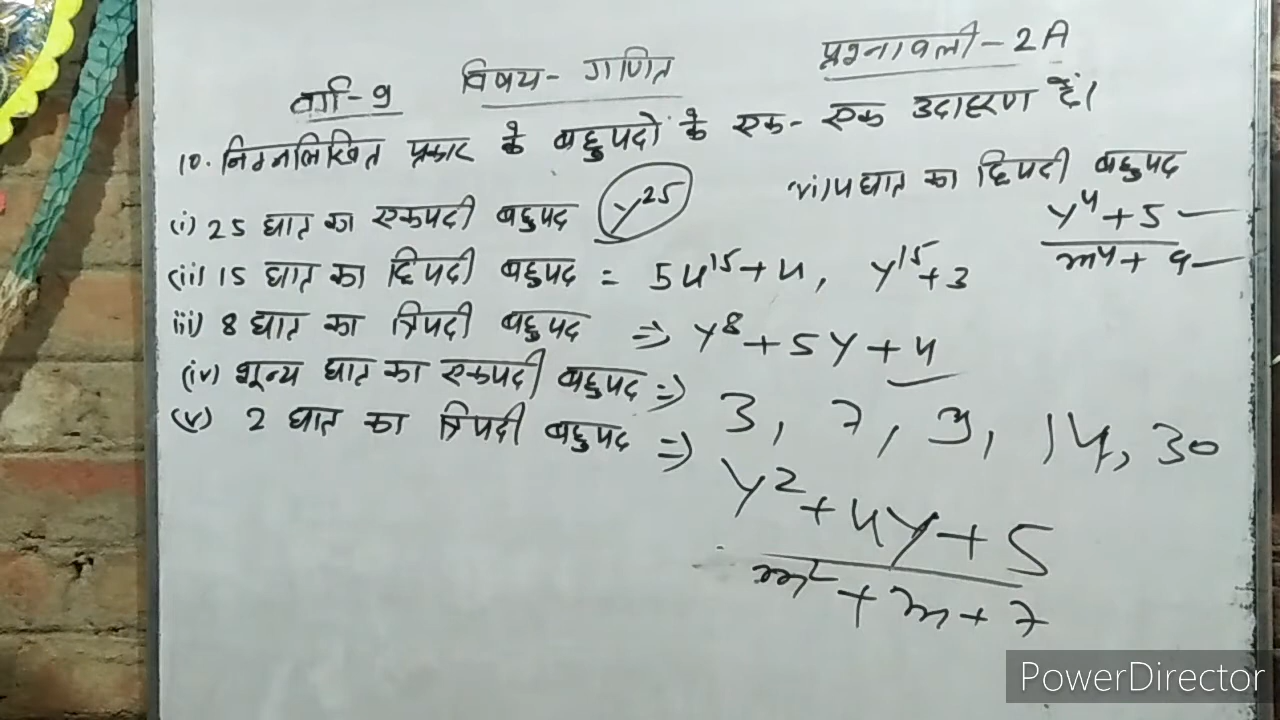 वर्ग-9 विषय- गणित प्रश्नावली-2A
10. निम्नलिखित प्रकार के बहुपदों के एक-एक उदाहरण दें।
(i) 25 घात का एकपदी बहुपद y²⁵
(ii) 15 घात का द्विपदी बहुपद = 5u¹⁵+4, y¹⁵+3
(iii) 8 घात का त्रिपदी बहुपद ⇒ y⁸+5y+4
(iv) शून्य घात का एकपदी बहुपद ⇒ 3, 7, 9, 14, 30
(v) 2 घात का त्रिपदी बहुपद ⇒ y²+4y+5
m²+m+7
(vi) 4 घात का द्विपदी बहुपद
y⁴+5
m⁴+9
PowerDirector